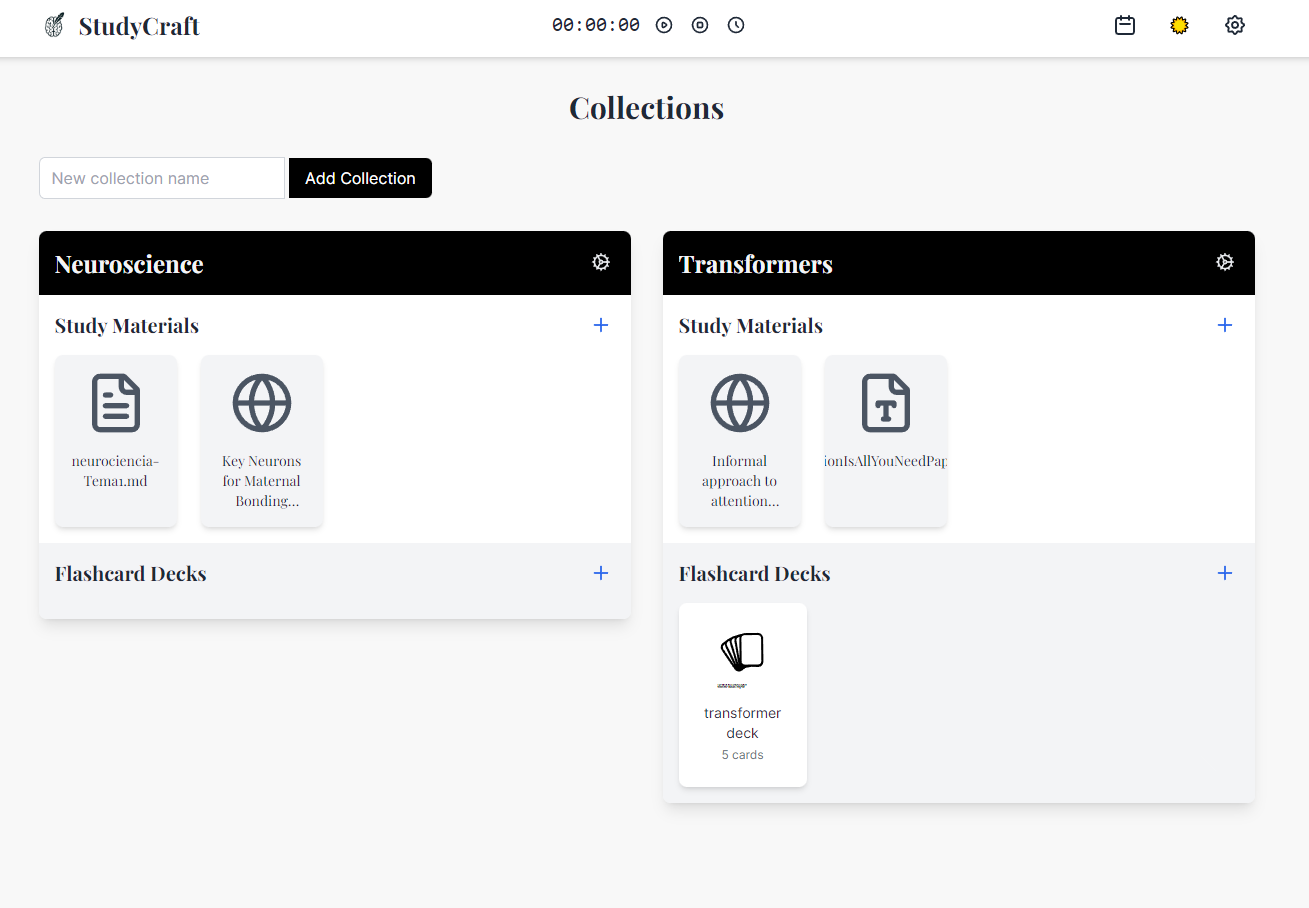 StudyCraft
00:00:00
Collections
New collection name
Add Collection
Neuroscience
Study Materials
neurociencia-
Tema1.md
Key Neurons
for Maternal
Bonding...
Flashcard Decks
Transformers
Study Materials
Informal
approach to
attention...
ionIsAllYouNeedPap
Flashcard Decks
transformer
deck
5 cards